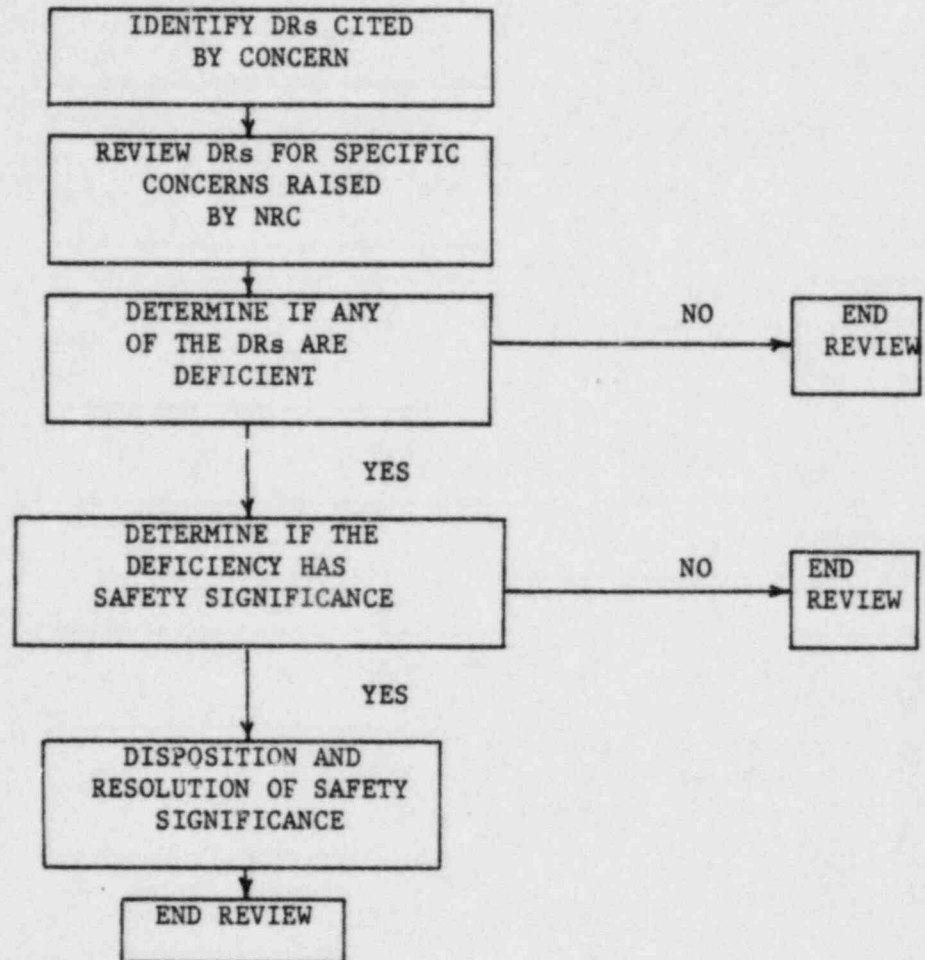 IDENTIFY DRs CITED
BY CONCERN
REVIEW DRs FOR SPECIFIC
CONCERNS RAISED
BY NRC
DETERMINE IF ANY
OF THE DRs ARE
DEFICIENT
NO
END
REVIEW
YES
DETERMINE IF THE
DEFICIENCY HAS
SAFETY SIGNIFICANCE
NO
END
REVIEW
YES
DISPOSITION AND
RESOLUTION OF SAFETY
SIGNIFICANCE
END REVIEW